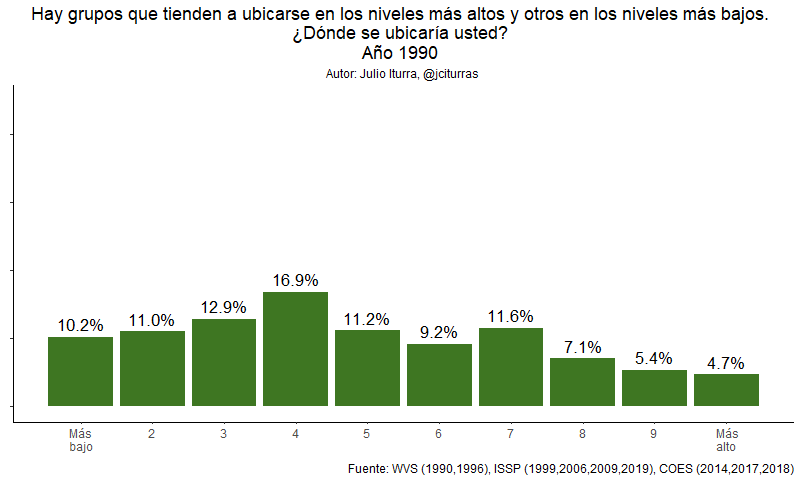 Hay grupos que tienden a ubicarse en los niveles más altos y otros en los niveles más bajos.
¿Dónde se ubicaría usted?
Año 1990
Autor: Julio Iturra, @jciturras
10.2%
11.0%
12.9%
16.9%
11.2%
9.2%
11.6%
7.1%
5.4%
4.7%
Más
bajo
2
3
4
5
6
7
8
9
Más
alto
Fuente: WVS (1990,1996), ISSP (1999,2006,2009,2019), COES (2014,2017,2018)